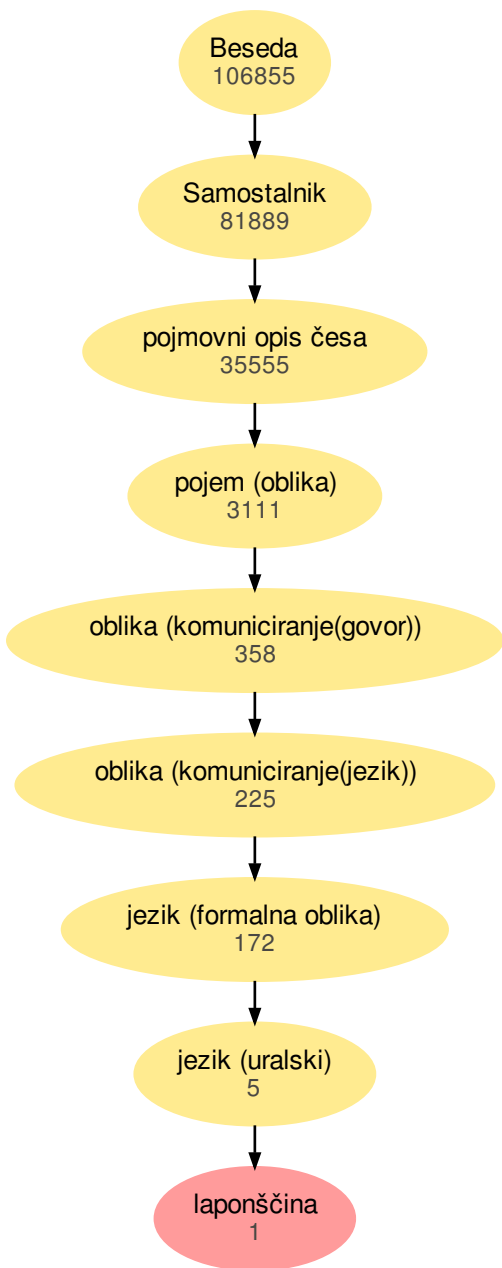 Beseda
106855
Samostalnik
81889
pojmovni opis česa
35555
pojem (oblika)
3111
oblika (komuniciranje(govor))
358
oblika (komuniciranje(jezik))
225
jezik (formalna oblika)
172
jezik (uralski)
5
laponščina
1